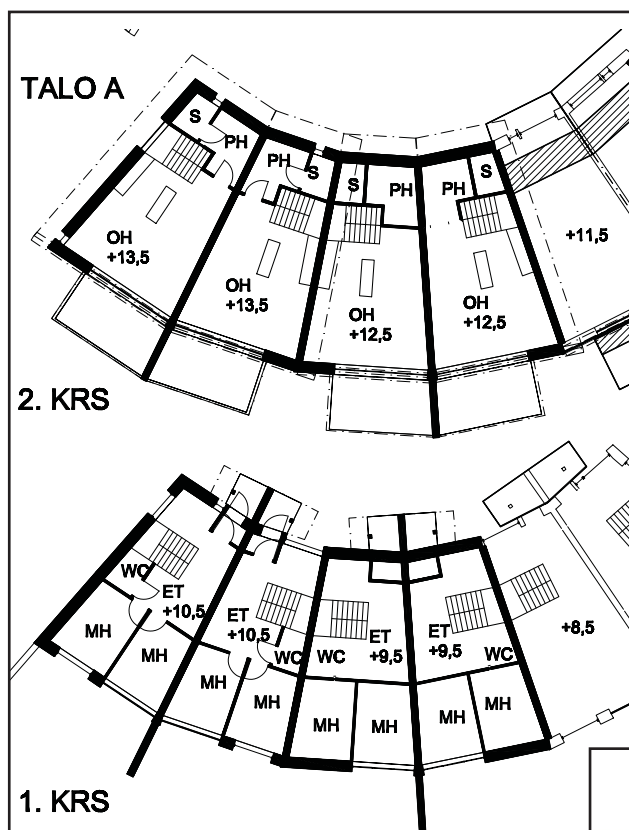 TALO A
S
PH
PH
S
S
PH
PH
S
OH
+13,5
OH
+13,5
OH
+12,5
OH
+12,5
+11,5
2. KRS
WC
ET
+10,5
MH
MH
ET
+10,5
WC
MH
MH
ET
+9,5
WC
MH
MH
ET
+9,5
WC
MH
MH
+8,5
1. KRS